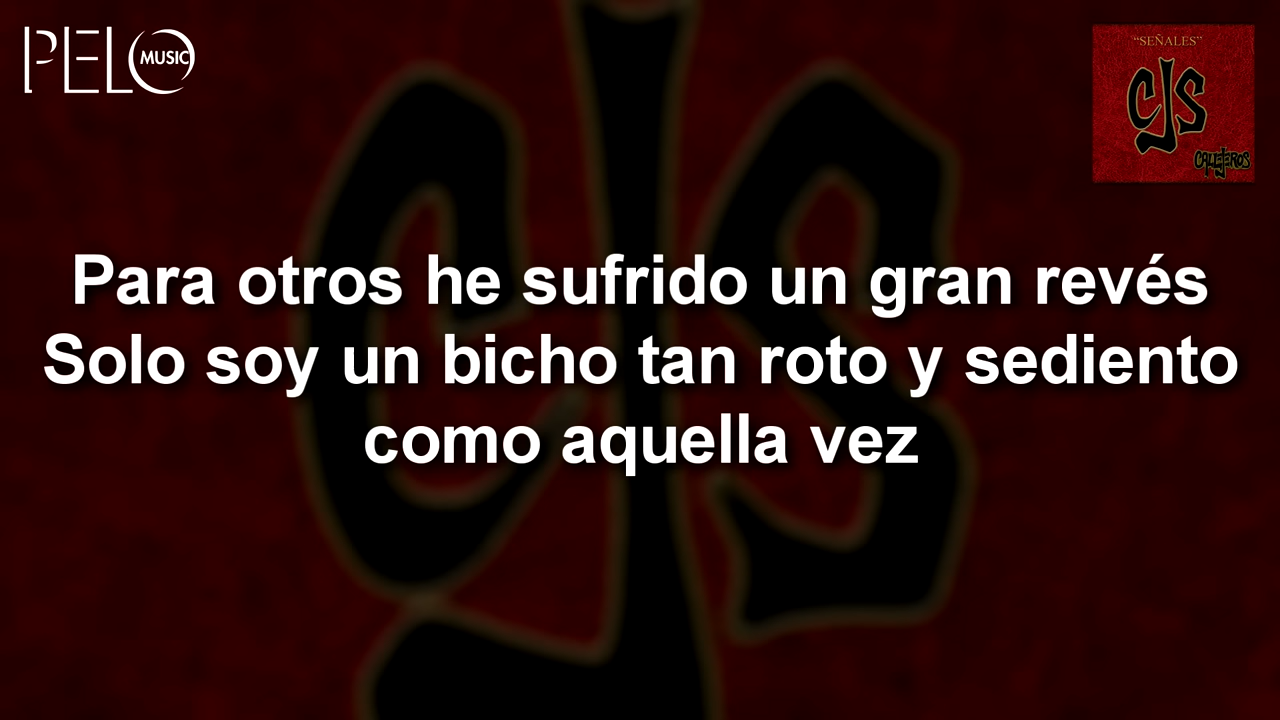 PELO MUSIC
“SEÑALES”
CJS
CALLEJEROS
Para otros he sufrido un gran revés
Solo soy un bicho tan roto y sediento
como aquella vez